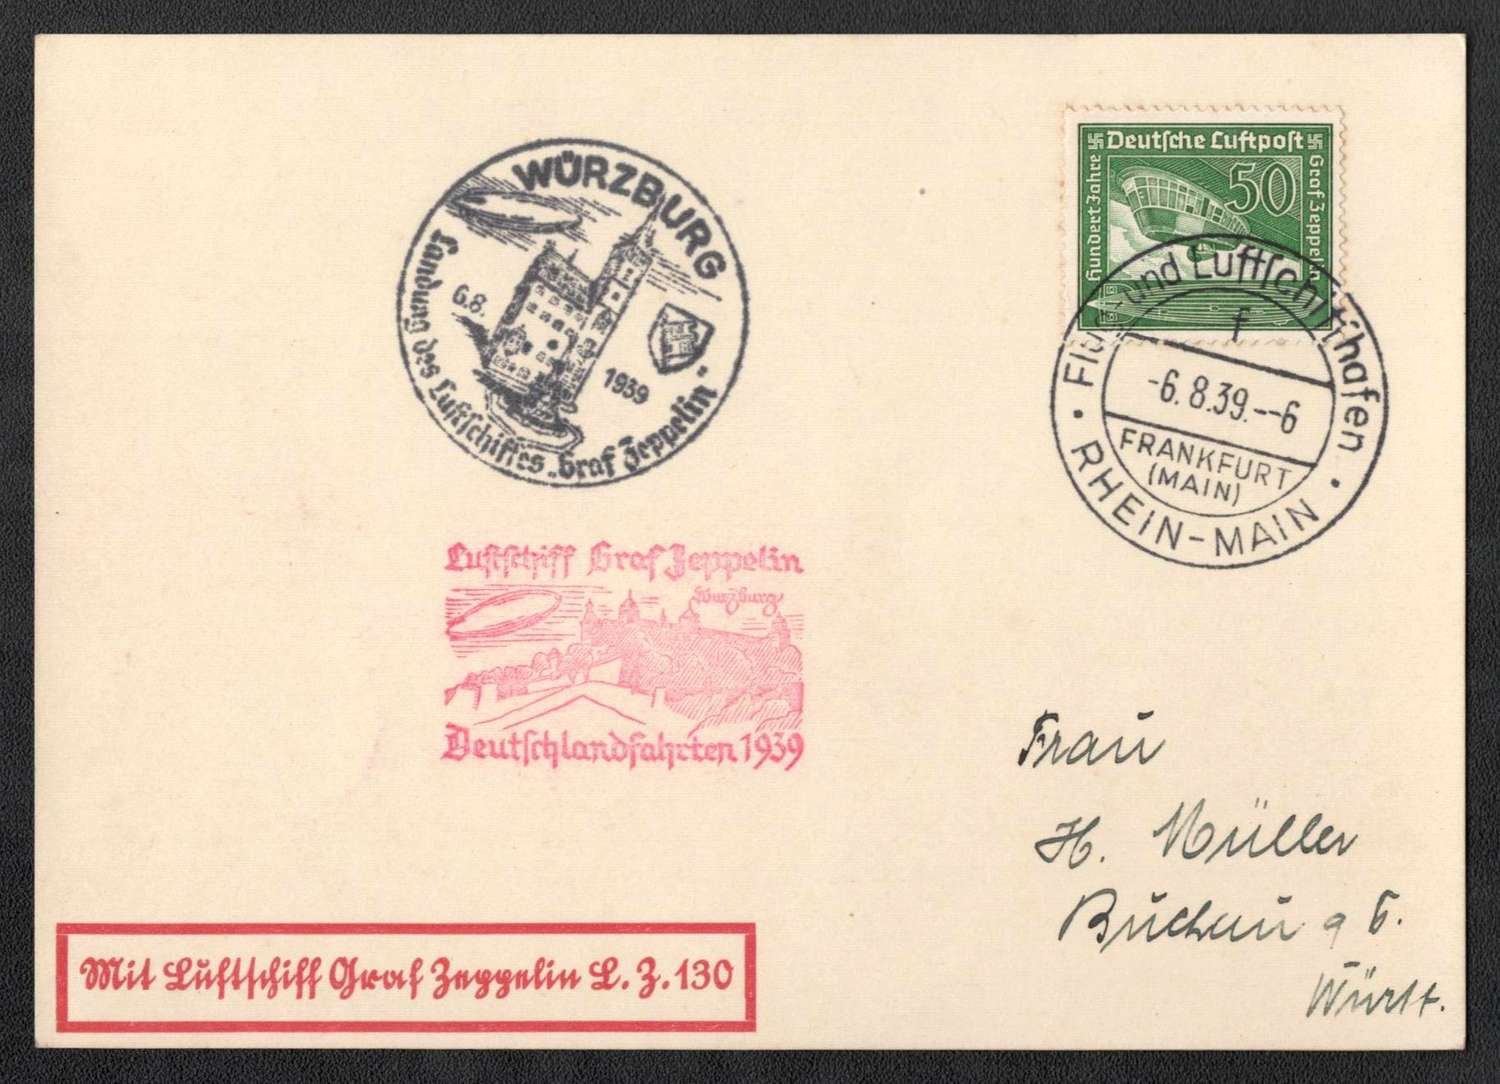 WÜRZBURG
Landung des Luftschiffes „Graf Zeppelin“
6.8.
1939
Deutsche Luftpost
Hundert Jahre
50
Graf Zeppelin
Flug- und Luftschiffhafen
f
-6.8.39.--6
FRANKFURT
(MAIN)
RHEIN-MAIN
Luftschiff Graf Zeppelin
Würzburg
Deutschlandfahrten 1939
Frau
H. Müller
Buchau
Württ.
Mit Luftschiff Graf Zeppelin L. Z. 130